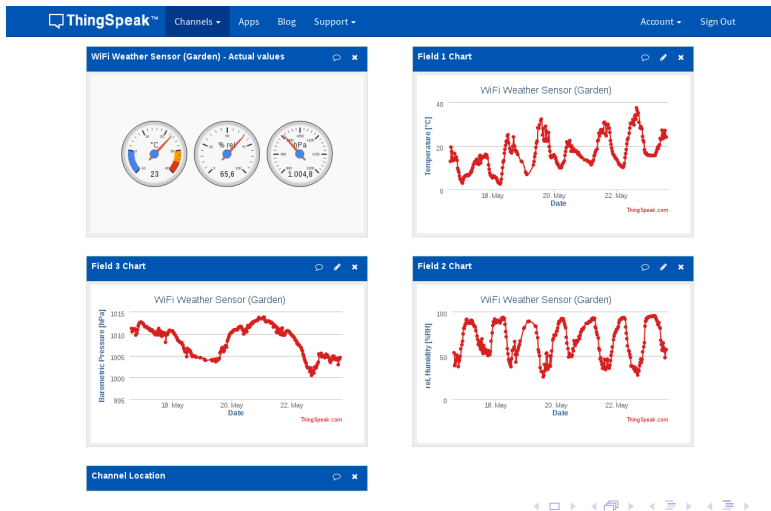 ThingSpeak™ Channels Apps Blog Support Account Sign Out
WiFi Weather Sensor (Garden) - Actual values
°C
23
% rel
65,6
hPa
1.004,8
Field 1 Chart
WiFi Weather Sensor (Garden)
Temperature [°C]
40
20
0
18. May 20. May 22. May
Date
ThingSpeak.com
Field 3 Chart
WiFi Weather Sensor (Garden)
Barometric Pressure [hPa]
1015
1010
1005
1000
995
18. May 20. May 22. May
Date
ThingSpeak.com
Field 2 Chart
WiFi Weather Sensor (Garden)
rel. Humidity [%RH]
100
50
0
18. May 20. May 22. May
Date
ThingSpeak.com
Channel Location